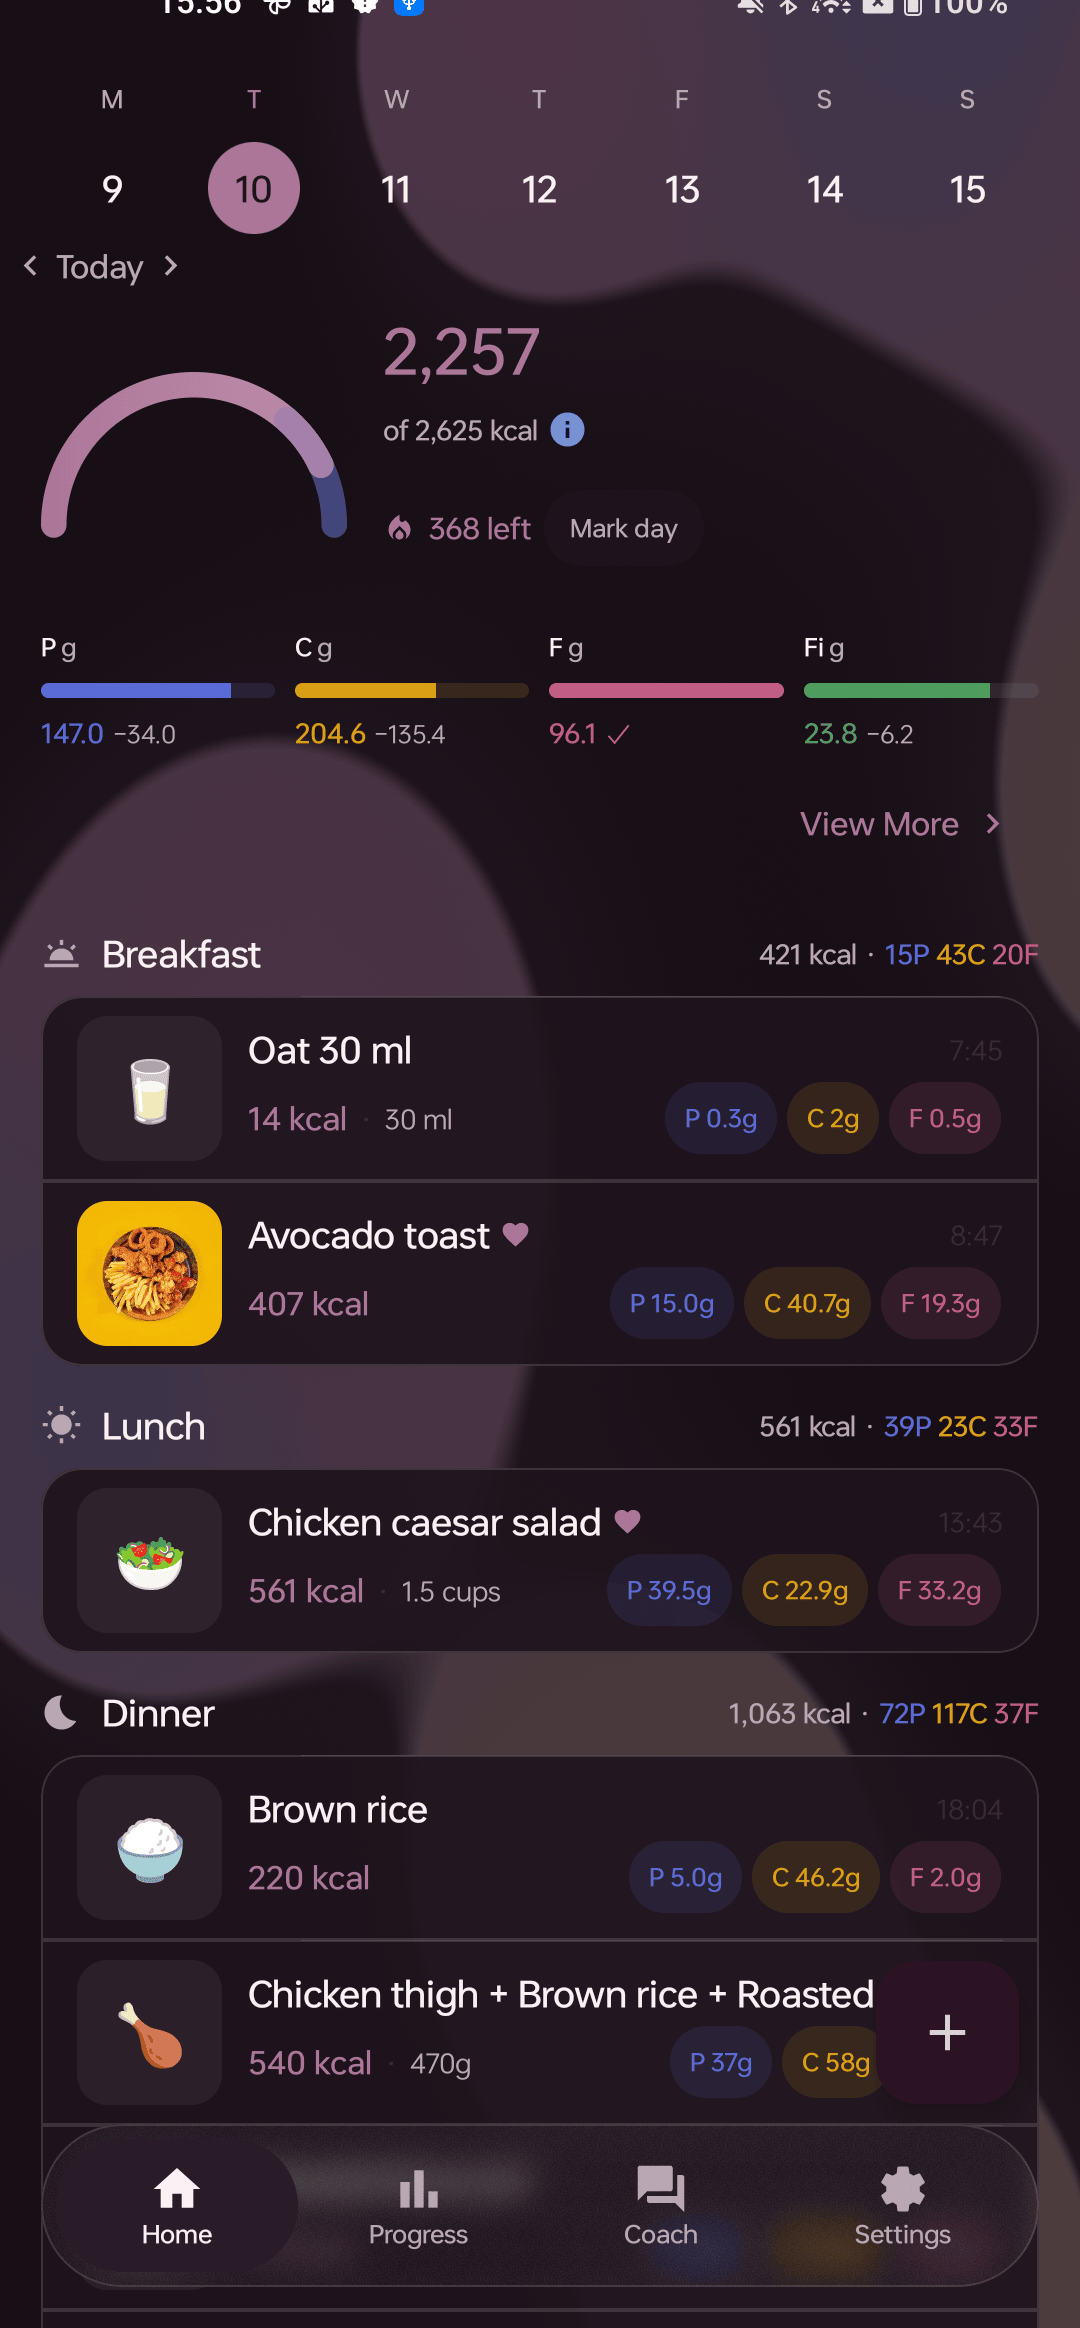 15:56 100%
M T W T F S S
9 10 11 12 13 14 15
Today
2,257
of 2,625 kcal i
368 left Mark day
P g C g F g Fi g
147.0 −34.0 204.6 −135.4 96.1 ✓ 23.8 −6.2
View More
Breakfast 421 kcal · 15P 43C 20F
Oat 30 ml 7:45
14 kcal · 30 ml P 0.3g C 2g F 0.5g
Avocado toast 8:47
407 kcal P 15.0g C 40.7g F 19.3g
Lunch 561 kcal · 39P 23C 33F
Chicken caesar salad 13:43
561 kcal · 1.5 cups P 39.5g C 22.9g F 33.2g
Dinner 1,063 kcal · 72P 117C 37F
Brown rice 18:04
220 kcal P 5.0g C 46.2g F 2.0g
Chicken thigh + Brown rice + Roasted
540 kcal · 470g P 37g C 58g
Home Progress Coach Settings